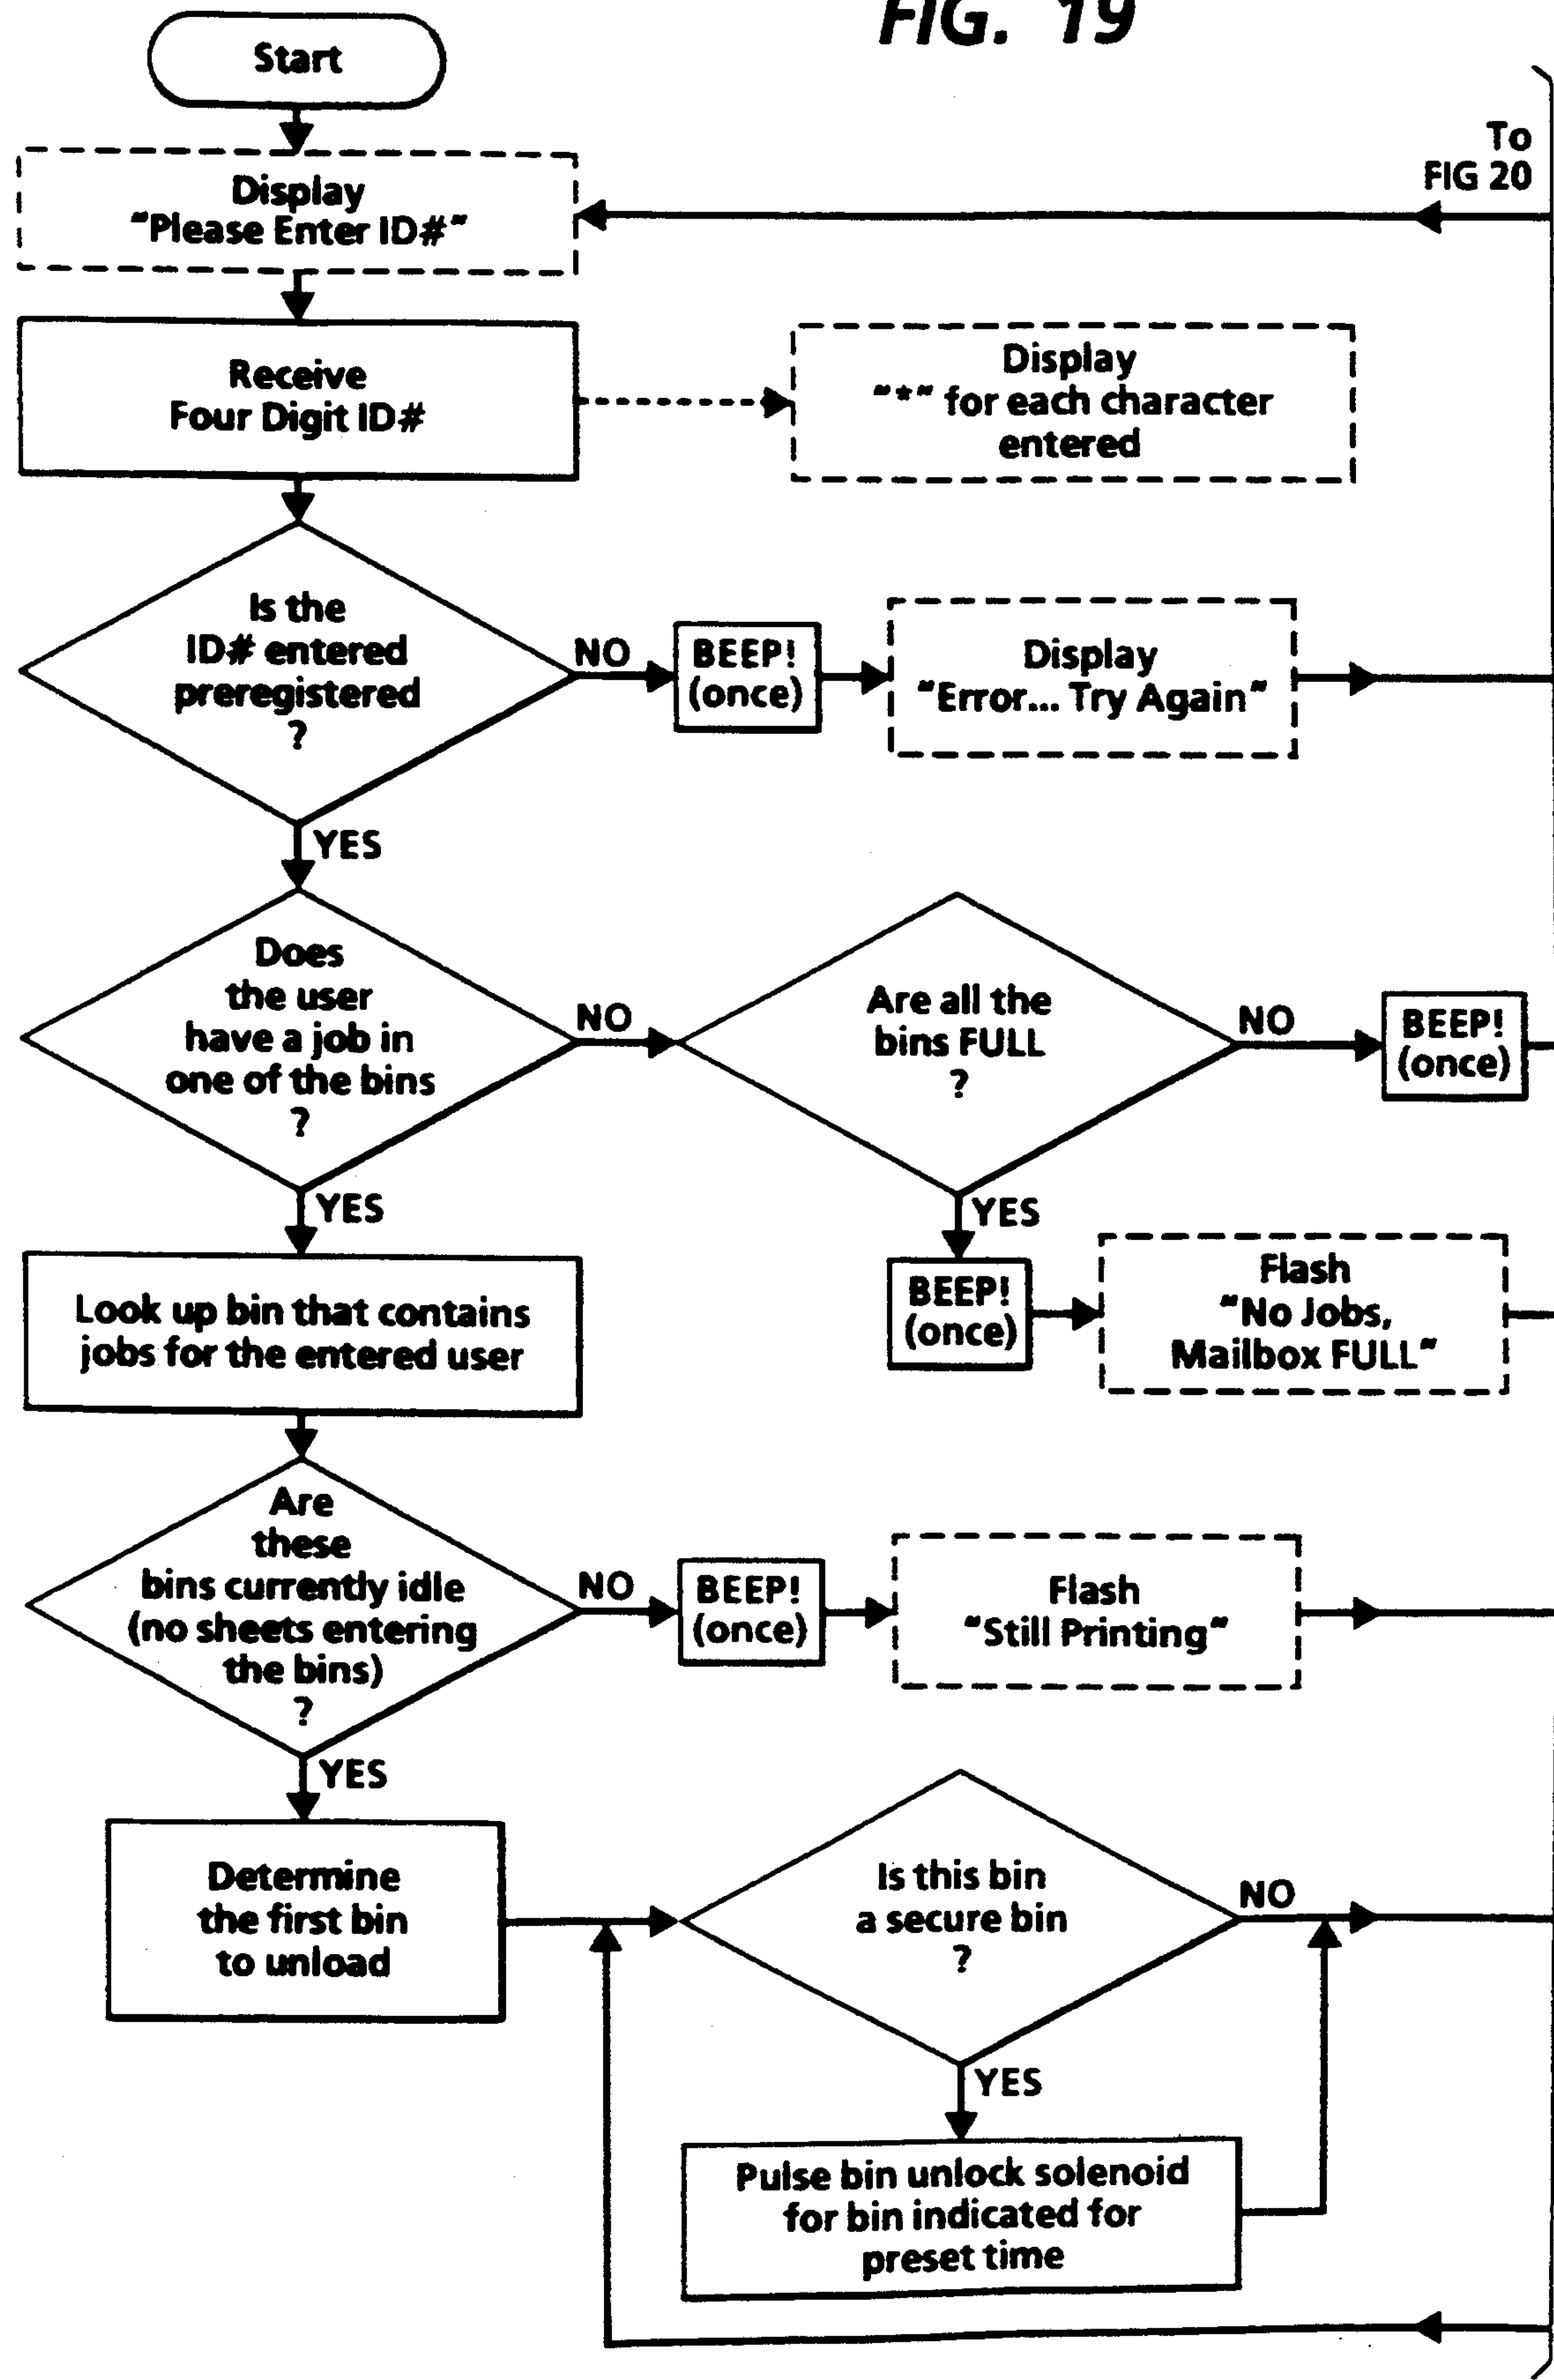 FIG. 19
Start
To
FIG 20
Display
"Please Enter ID#"
Receive
Four Digit ID#
Display
"*" for each character
entered
Is the
ID# entered
preregistered
?
NO
BEEP!
(once)
Display
"Error... Try Again"
YES
Does
the user
have a job in
one of the bins
?
NO
Are all the
bins FULL
?
NO
BEEP!
(once)
YES
YES
BEEP!
(once)
Flash
"No Jobs,
Mailbox FULL"
Look up bin that contains
jobs for the entered user
Are
these
bins currently idle
(no sheets entering
the bins)
?
NO
BEEP!
(once)
Flash
"Still Printing"
YES
Determine
the first bin
to unload
Is this bin
a secure bin
?
NO
YES
Pulse bin unlock solenoid
for bin indicated for
preset time